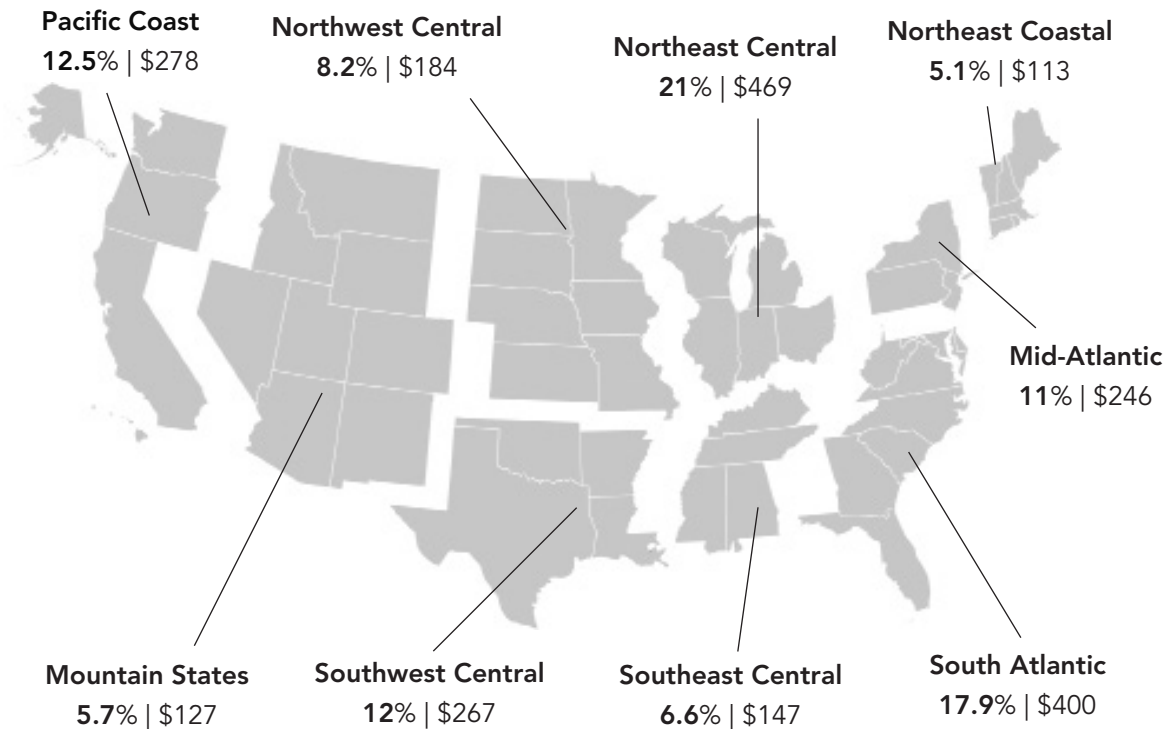 Pacific Coast
12.5% | $278
Northwest Central
8.2% | $184
Northeast Central
21% | $469
Northeast Coastal
5.1% | $113
Mid-Atlantic
11% | $246
Mountain States
5.7% | $127
Southwest Central
12% | $267
Southeast Central
6.6% | $147
South Atlantic
17.9% | $400